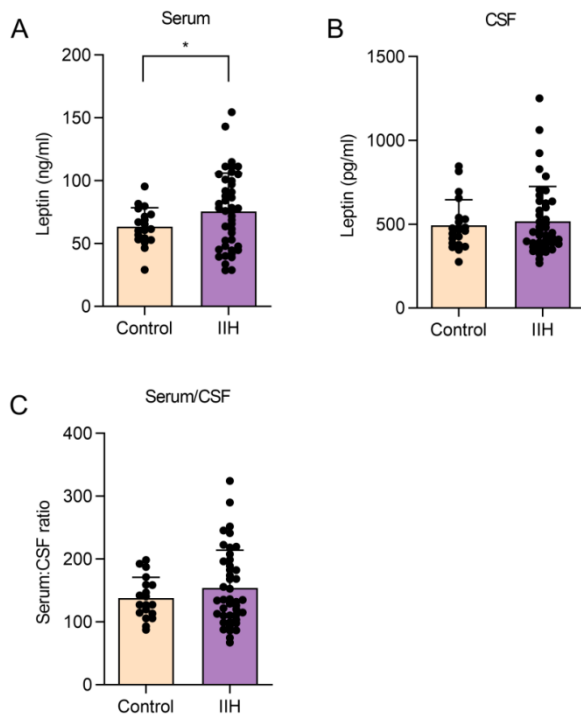 A
Serum
*
Leptin (ng/ml)
200
150
100
50
0
Control
IIH
B
CSF
Leptin (pg/ml)
1500
1000
500
0
Control
IIH
C
Serum/CSF
Serum:CSF ratio
400
300
200
100
0
Control
IIH